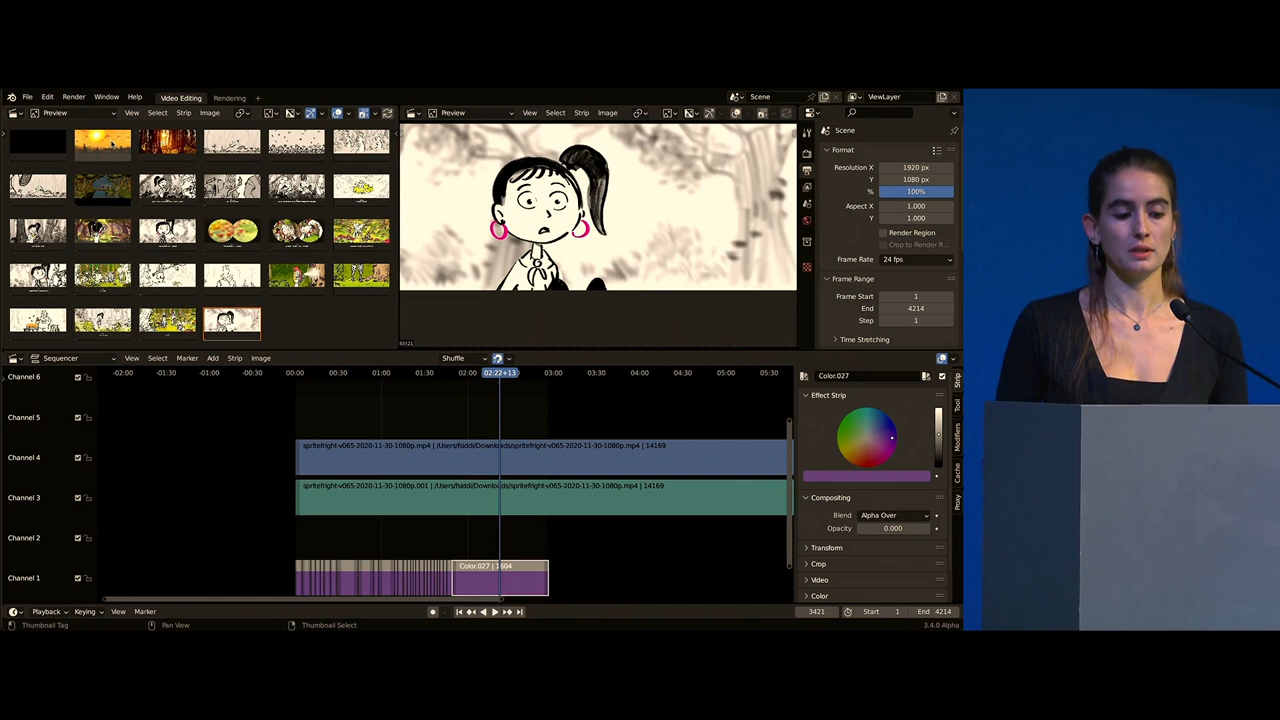 File Edit Render Window Help Video Editing Rendering + Scene ViewLayer
Preview View Select Strip Image Preview View Select Strip Image
Scene
Format
Resolution X 1920 px
Y 1080 px
% 100%
Aspect X 1.000
Y 1.000
Render Region
Crop to Render R...
Frame Rate 24 fps
Frame Range
Frame Start 1
End 4214
Step 1
Time Stretching
Sequencer View Select Marker Add Strip Image Shuffle
-02:00 -01:30 -01:00 -00:30 00:00 00:30 01:00 01:30 02:00 02:22+13 03:00 03:30 04:00 04:30 05:00 05:30
Channel 6
Channel 5
Channel 4
spritefright-v065-2020-11-30-1080p.mp4 | /Users/fsiddi/Downloads/spritefright-v065-2020-11-30-1080p.mp4 | 14169
Channel 3
spritefright-v065-2020-11-30-1080p.001 | /Users/fsiddi/Downloads/spritefright-v065-2020-11-30-1080p.mp4 | 14169
Channel 2
Channel 1
Color.027 | 1604
Color.027
Effect Strip
Compositing
Blend Alpha Over
Opacity 0.000
Transform
Crop
Video
Color
Strip
Tool
Modifiers
Cache
Proxy
Playback Keying View Marker 3421 Start 1 End 4214
Thumbnail Tag Pan View Thumbnail Select 3.4.0 Alpha